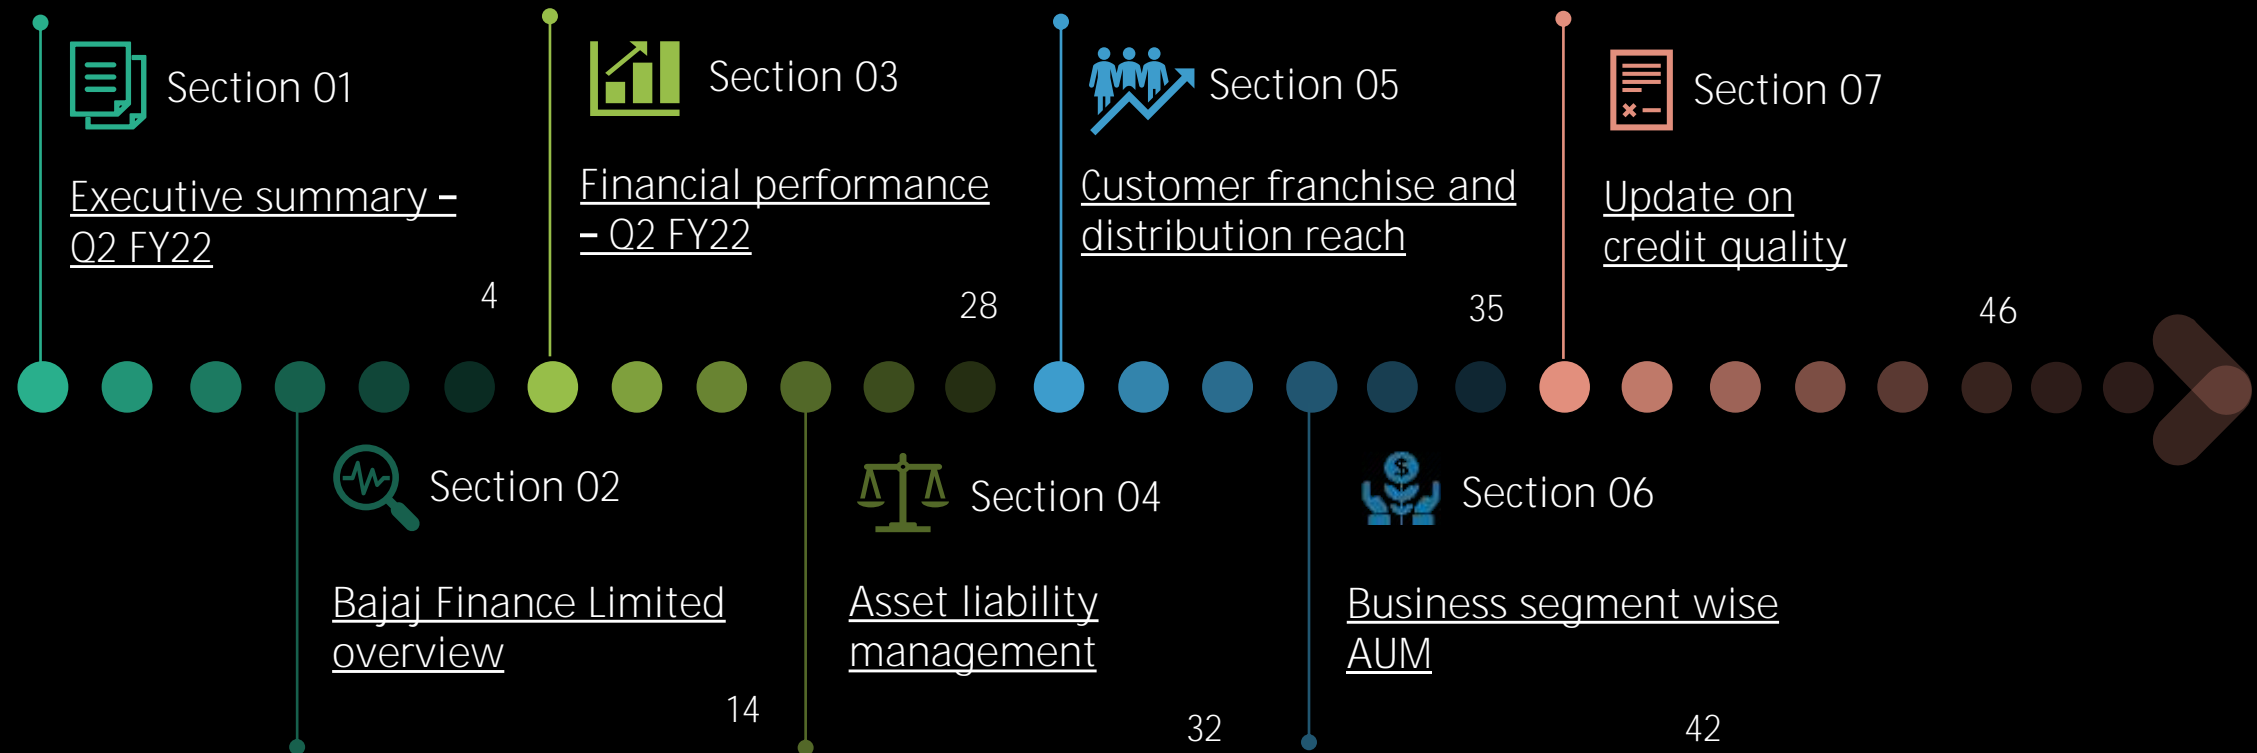 Section 01
Executive summary –
Q2 FY22
4
Section 02
Bajaj Finance Limited
overview
14
Section 03
Financial performance
– Q2 FY22
28
Section 04
Asset liability
management
32
Section 05
Customer franchise and
distribution reach
35
Section 06
Business segment wise
AUM
42
Section 07
Update on
credit quality
46